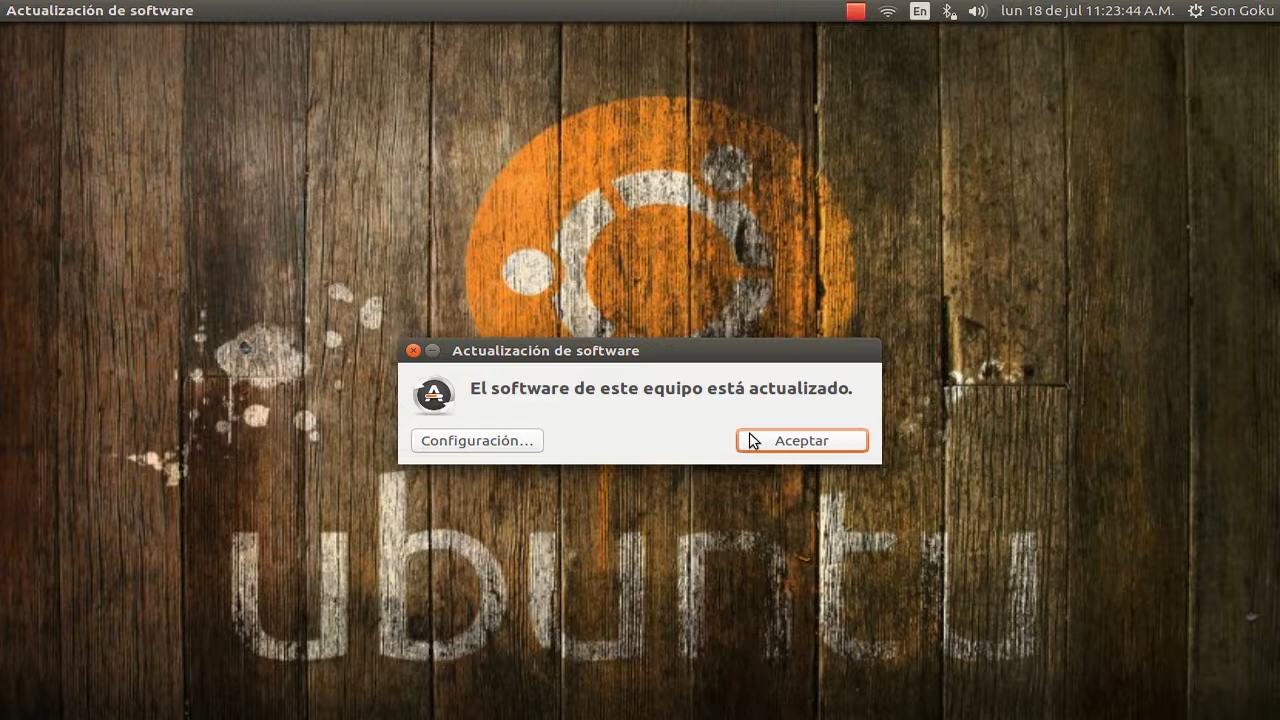 Actualización de software
En
lun 18 de jul 11:23:44 A.M.
Son Goku
Actualización de software
El software de este equipo está actualizado.
Configuración...
Aceptar
ubuntu